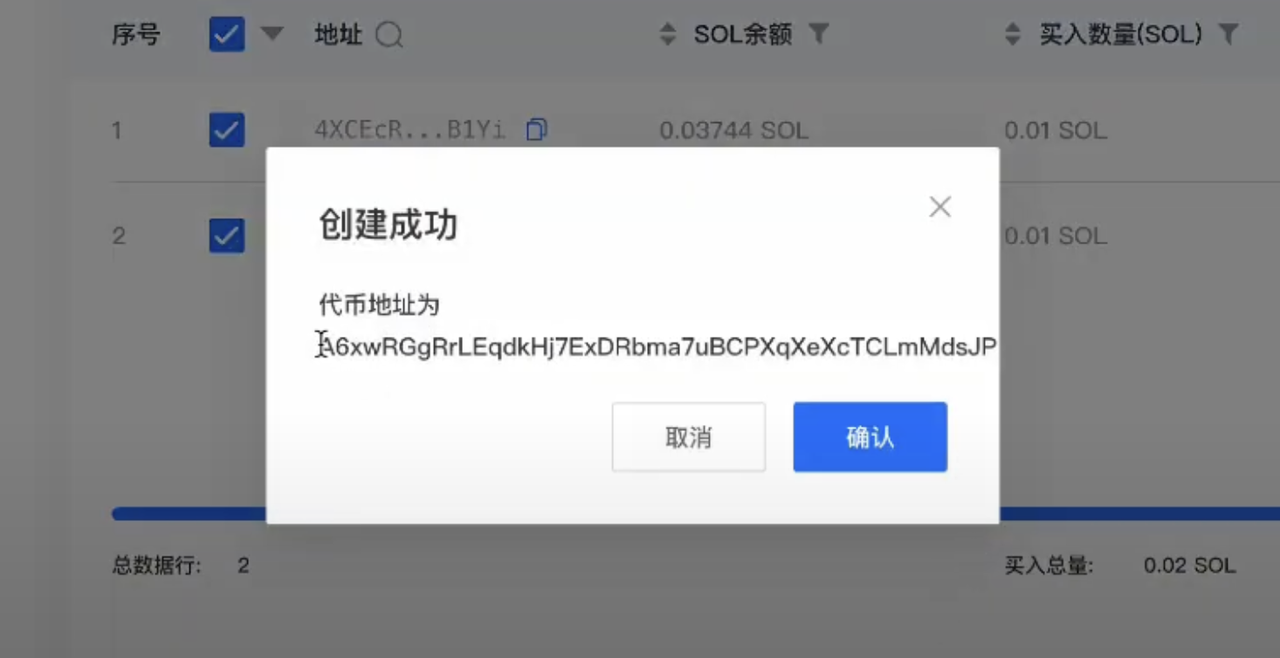 序号 地址 SOL余额 买入数量(SOL)
1 4XCEcR...B1Yi 0.03744 SOL 0.01 SOL
2 0.01 SOL
创建成功
代币地址为
A6xwRGgRrLEqdkHj7ExDRbma7uBCPXqXeXcTCLmMdsJP
取消 确认
总数据行: 2 买入总量: 0.02 SOL